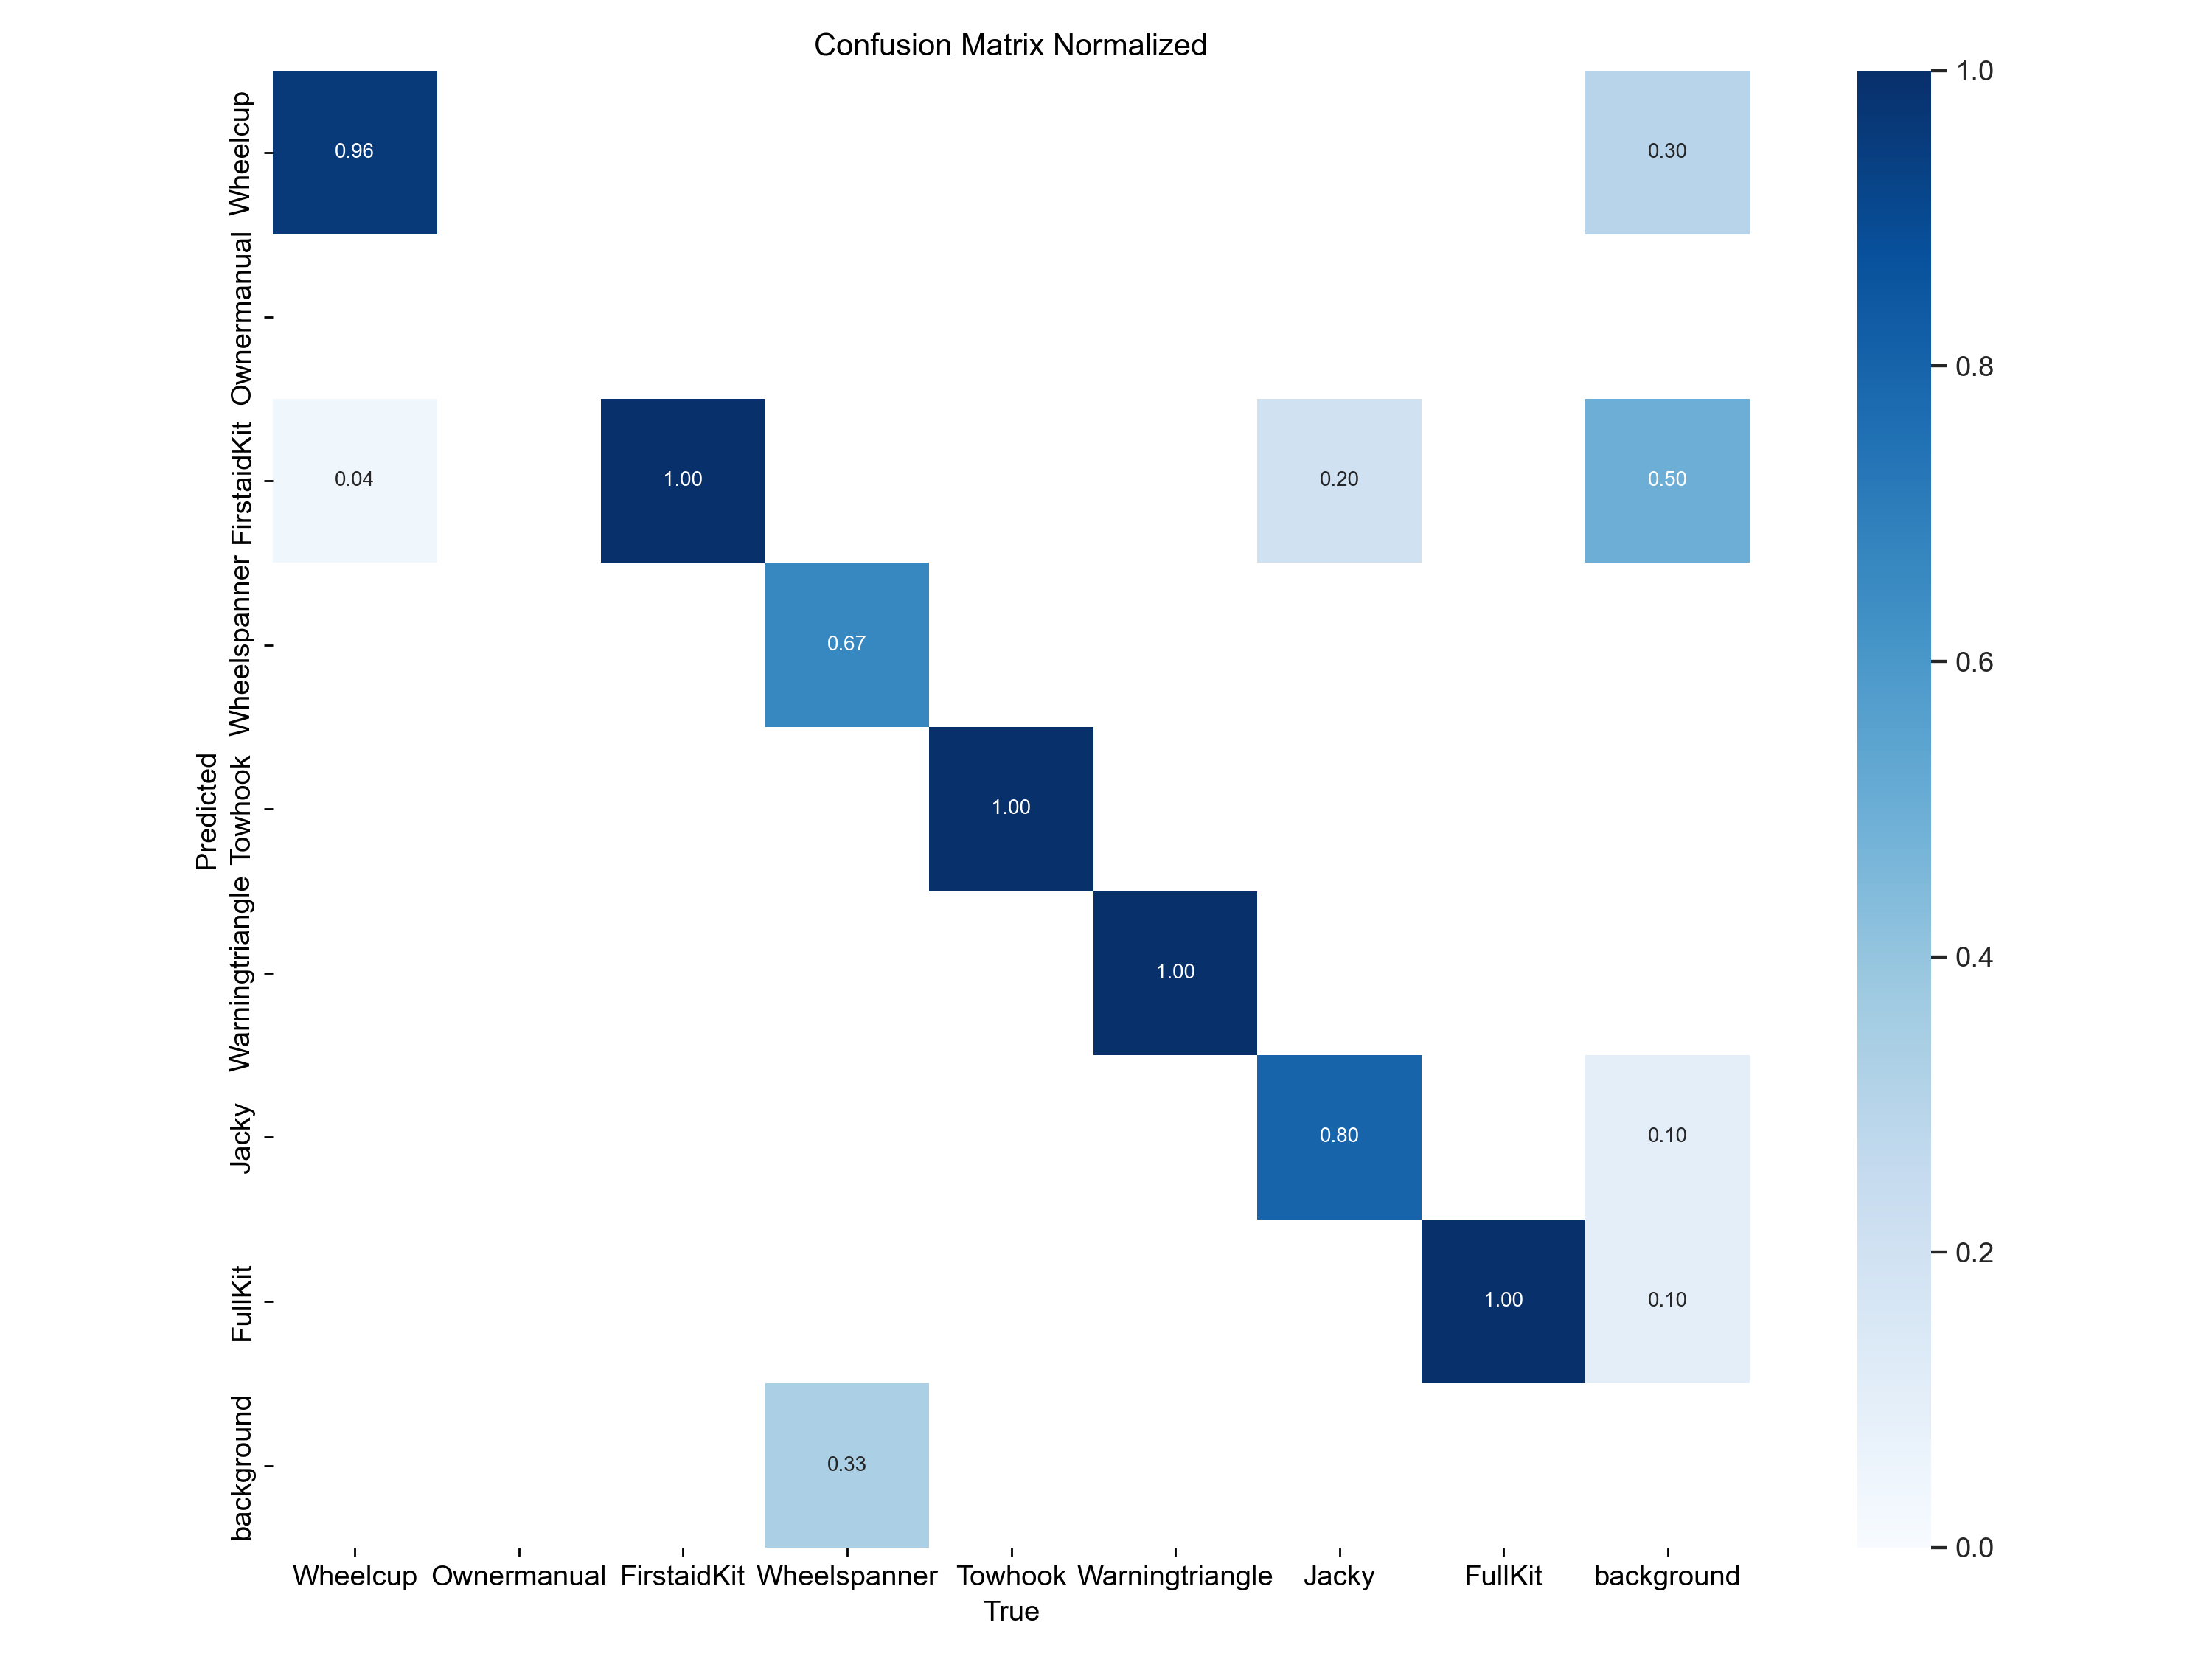 Confusion Matrix Normalized
Wheelcup
0.96
0.30
1.0
Ownermanual
0.8
FirstaidKit
0.04
1.00
0.20
0.50
Wheelspanner
0.67
0.6
Predicted
Towhook
1.00
Warningtriangle
1.00
0.4
Jacky
0.80
0.10
FullKit
1.00
0.10
0.2
background
0.33
0.0
Wheelcup Ownermanual FirstaidKit Wheelspanner Towhook Warningtriangle Jacky FullKit background
True